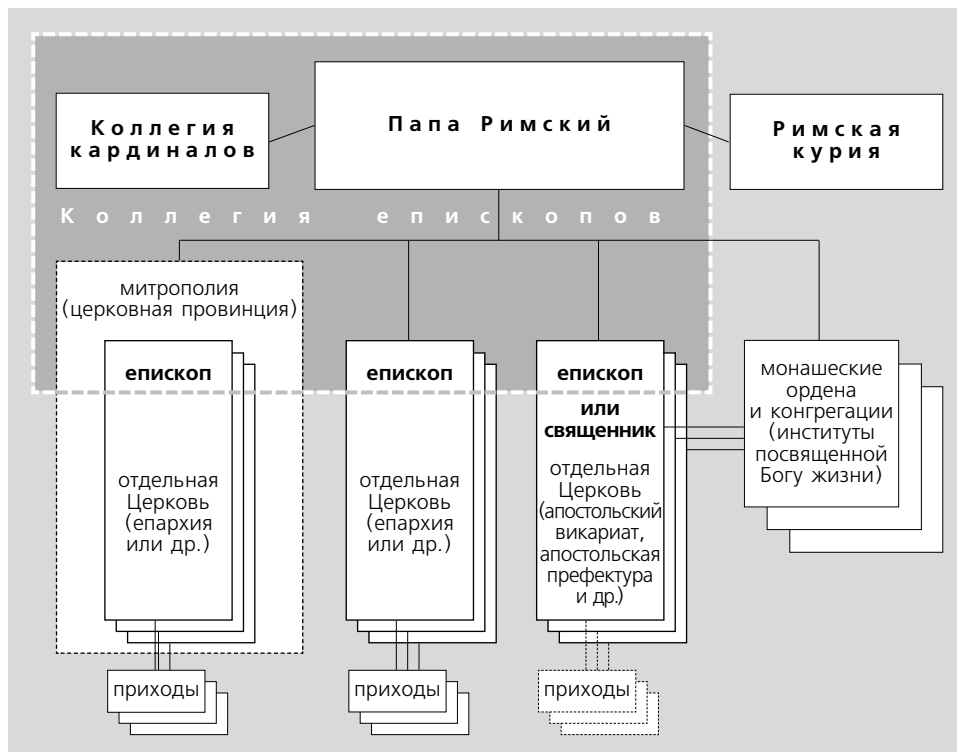 Коллегия
кардиналов
Папа Римский
Римская
курия
Коллегия епископов
митрополия
(церковная провинция)
епископ
отдельная
Церковь
(епархия
или др.)
приходы
епископ
отдельная
Церковь
(епархия
или др.)
приходы
епископ
или
священник
отдельная
Церковь
(апостольский
викариат,
апостольская
префектура
и др.)
приходы
монашеские
ордена
и конгрегации
(институты
посвященной
Богу жизни)